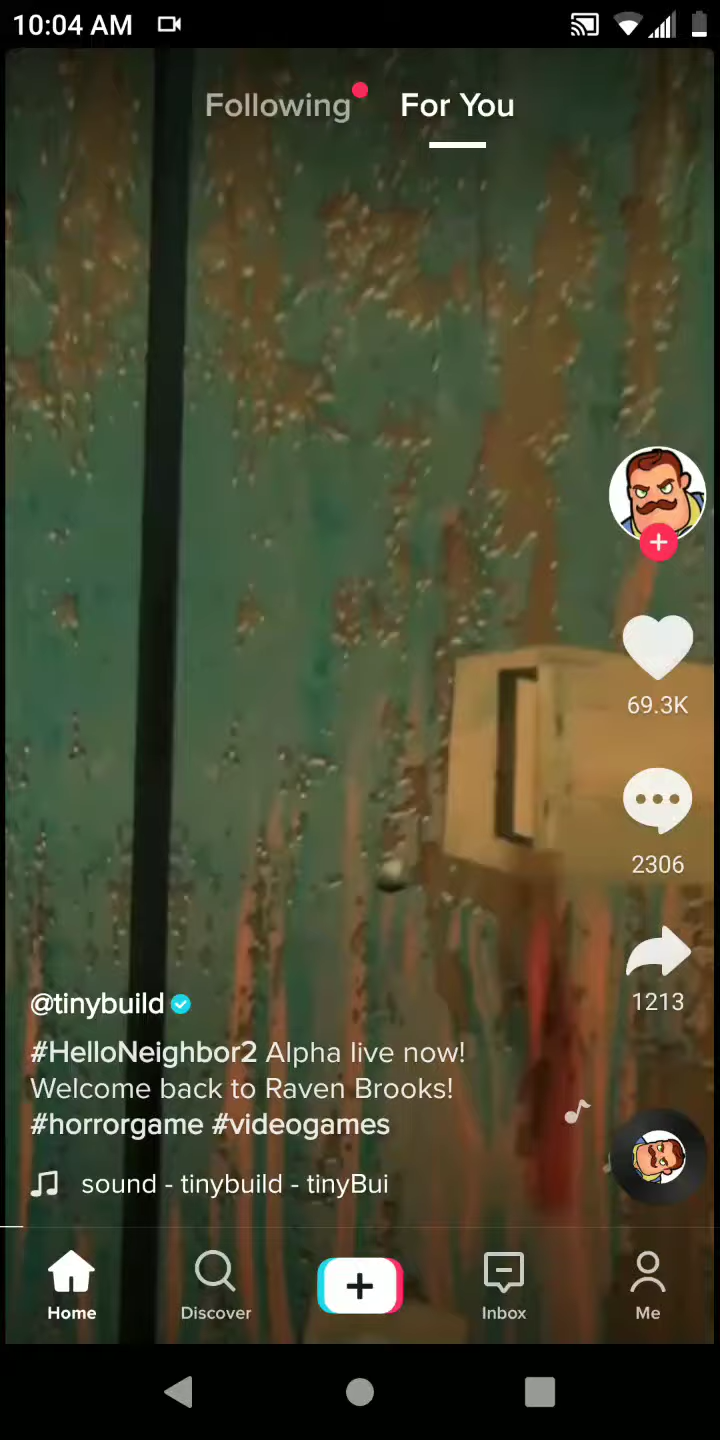 10:04 AM
Following For You
69.3K
2306
1213
@tinybuild
#HelloNeighbor2 Alpha live now!
Welcome back to Raven Brooks!
#horrorgame #videogames
sound - tinybuild - tinyBui
Home Discover Inbox Me